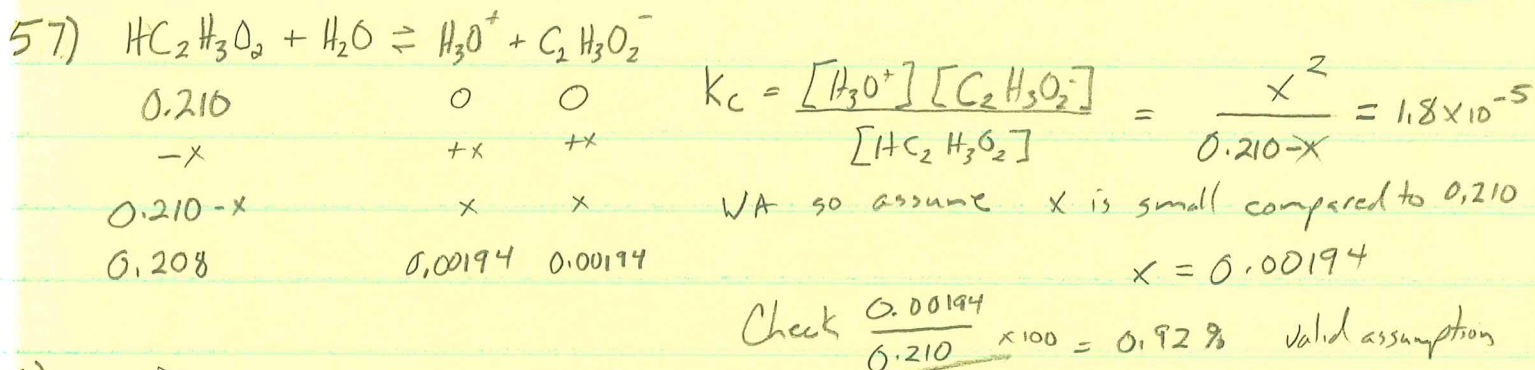 57) HC₂H₃O₂ + H₂O ⇌ H₃O⁺ + C₂H₃O₂⁻
0.210 0 0
-x +x +x
0.210-x x x
0.208 0.00194 0.00194
Kc = [H₃O⁺][C₂H₃O₂⁻] / [HC₂H₃O₂] = x² / 0.210-x = 1.8x10⁻⁵
WA so assume x is small compared to 0.210
x = 0.00194
Check 0.00194 / 0.210 x100 = 0.92% valid assumption